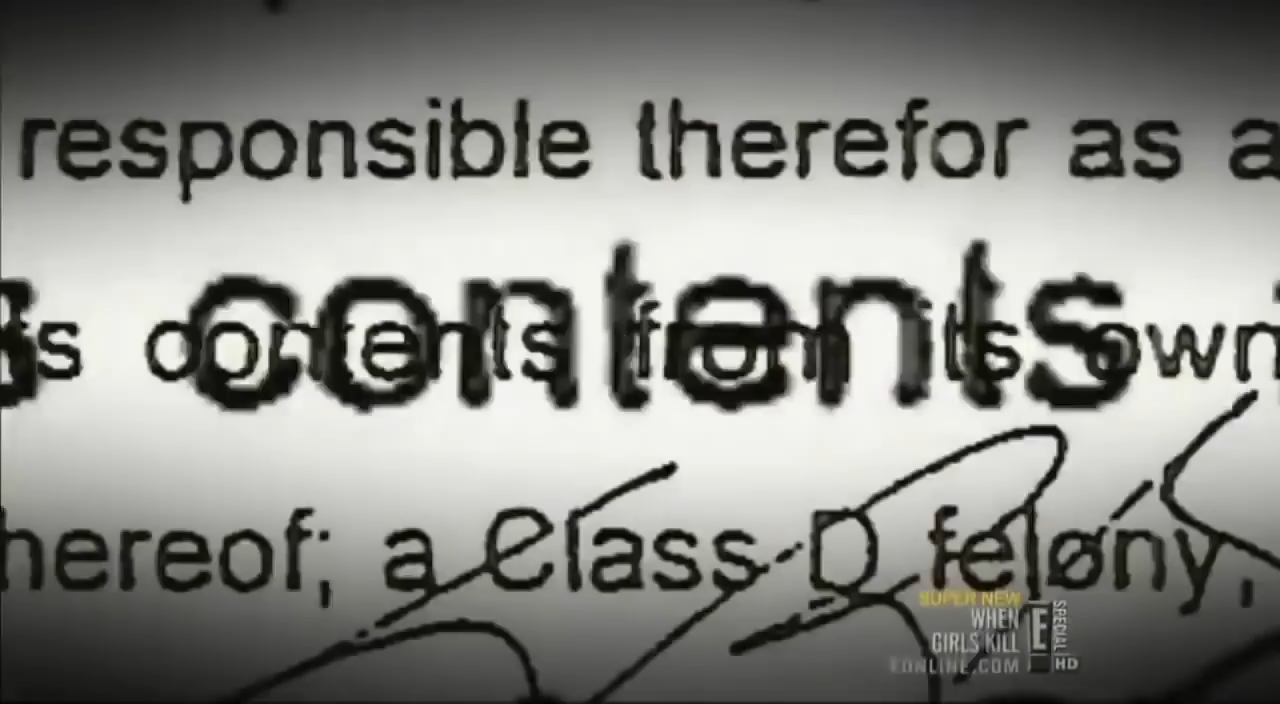 responsible therefor as a
s contents
ts contents from its own
hereof; a Class D felony,
SUPER NEW
WHEN
GIRLS KILL
EONLINE.COM
E SPECIAL
HD